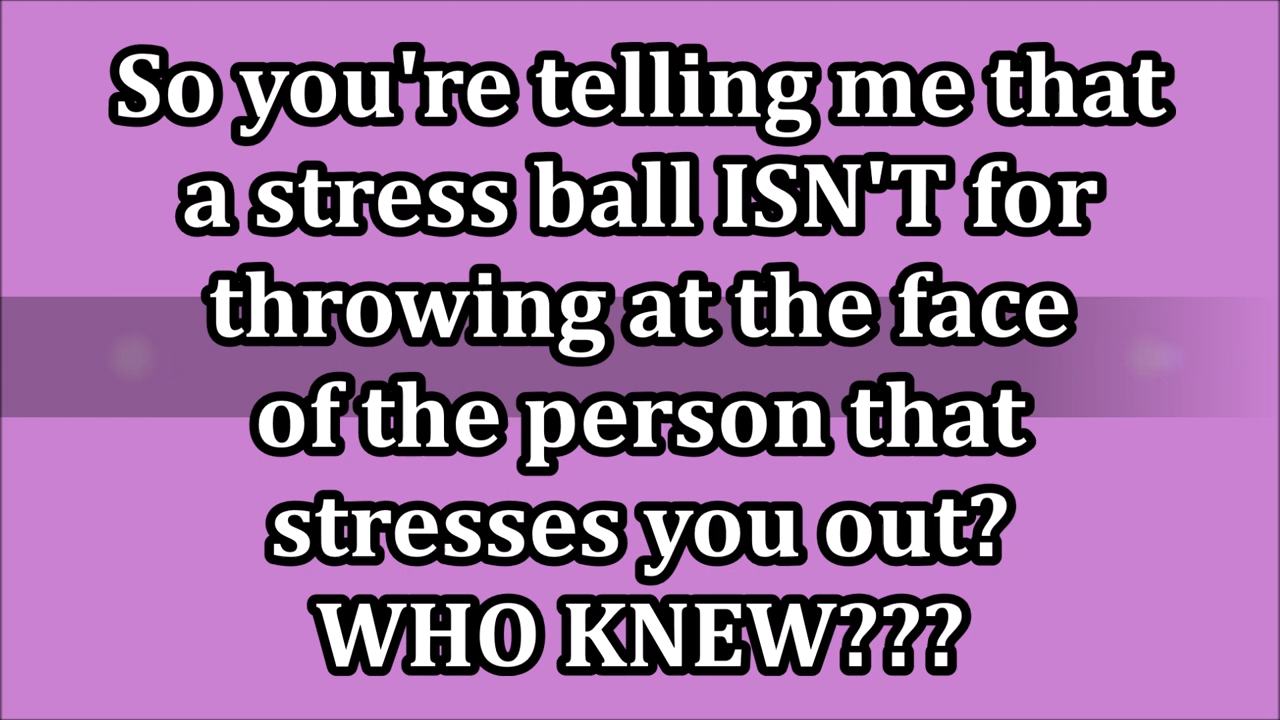 So you're telling me that
a stress ball ISN'T for
throwing at the face
of the person that
stresses you out?
WHO KNEW???